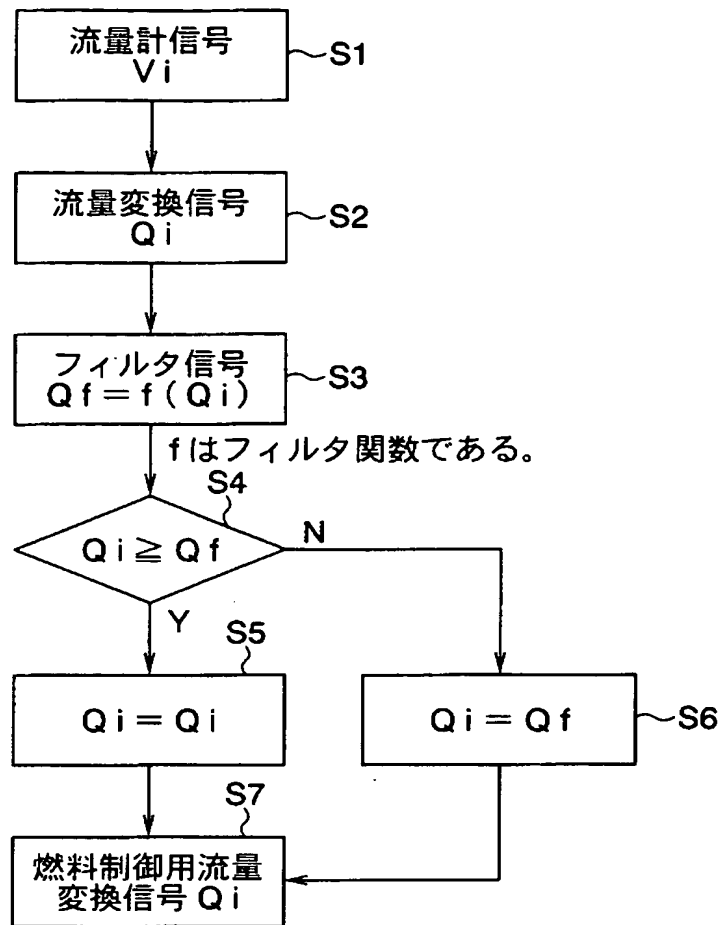 流量計信号
Vi
S1
流量変換信号
Qi
S2
フィルタ信号
Qf=f(Qi)
S3
fはフィルタ関数である。
S4
Qi≧Qf
N
Y
S5
Qi=Qi
Qi=Qf
S6
S7
燃料制御用流量
変換信号Qi